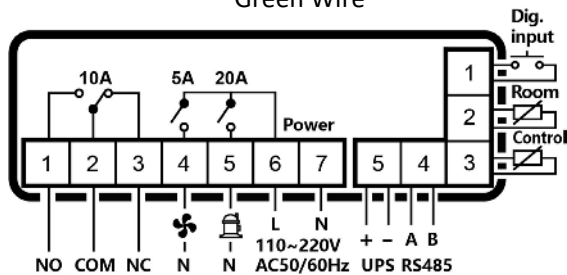 Green Wire
Dig.
input
10A
5A 20A
1
Room
2
Power
Control
1 2 3 4 5 6 7
5 4 3
L N + - A B
110~220V
NO COM NC N N AC50/60Hz UPS RS485